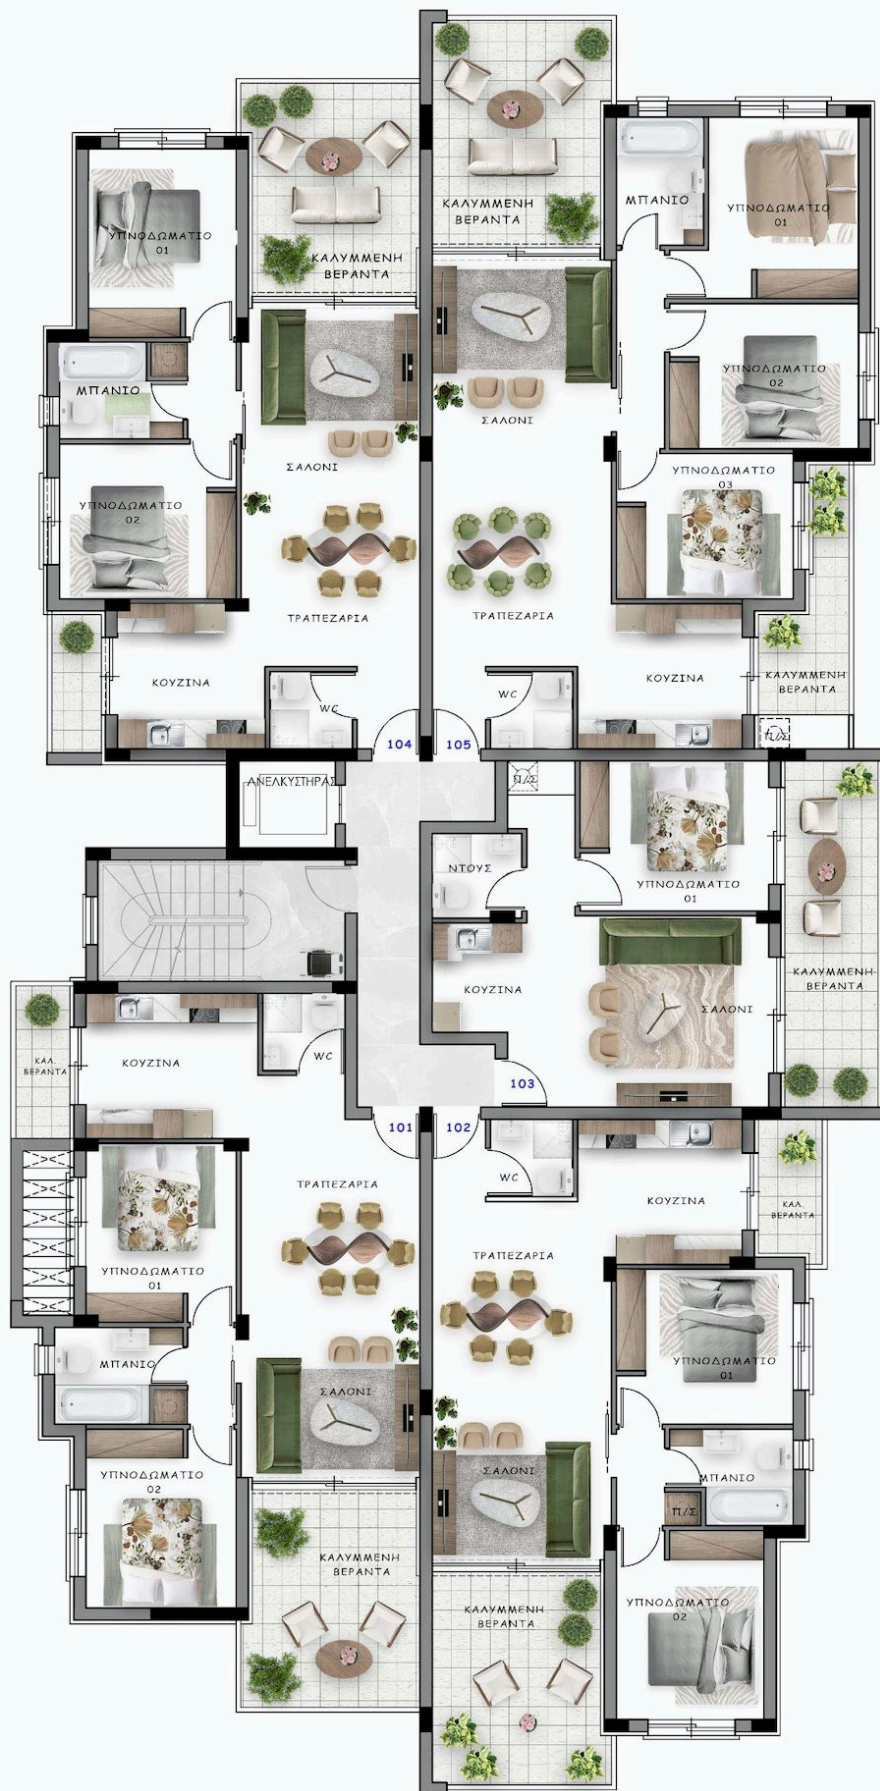 ΚΑΛΥΜΜΕΝΗ
ΒΕΡΑΝΤΑ
ΜΠΑΝΙΟ
ΥΠΝΟΔΩΜΑΤΙΟ
01
ΥΠΝΟΔΩΜΑΤΙΟ
01
ΚΑΛΥΜΜΕΝΗ
ΒΕΡΑΝΤΑ
ΥΠΝΟΔΩΜΑΤΙΟ
02
ΜΠΑΝΙΟ
ΣΑΛΟΝΙ
ΣΑΛΟΝΙ
ΥΠΝΟΔΩΜΑΤΙΟ
03
ΥΠΝΟΔΩΜΑΤΙΟ
02
ΤΡΑΠΕΖΑΡΙΑ
ΤΡΑΠΕΖΑΡΙΑ
ΚΟΥΖΙΝΑ
ΚΟΥΖΙΝΑ
ΚΑΛΥΜΜΕΝΗ
ΒΕΡΑΝΤΑ
WC
WC
Π/Σ
104
105
ΑΝΕΛΚΥΣΤΗΡΑΣ
Π/Σ
ΝΤΟΥΣ
ΥΠΝΟΔΩΜΑΤΙΟ
01
ΚΑΛΥΜΜΕΝΗ
ΒΕΡΑΝΤΑ
ΚΟΥΖΙΝΑ
ΣΑΛΟΝΙ
ΚΑΛ.
ΒΕΡΑΝΤΑ
ΚΟΥΖΙΝΑ
WC
103
101
102
ΤΡΑΠΕΖΑΡΙΑ
WC
ΚΟΥΖΙΝΑ
ΚΑΛ.
ΒΕΡΑΝΤΑ
ΥΠΝΟΔΩΜΑΤΙΟ
01
ΤΡΑΠΕΖΑΡΙΑ
ΜΠΑΝΙΟ
ΥΠΝΟΔΩΜΑΤΙΟ
01
ΣΑΛΟΝΙ
ΥΠΝΟΔΩΜΑΤΙΟ
02
ΣΑΛΟΝΙ
ΜΠΑΝΙΟ
Π/Σ
ΚΑΛΥΜΜΕΝΗ
ΒΕΡΑΝΤΑ
ΚΑΛΥΜΜΕΝΗ
ΒΕΡΑΝΤΑ
ΥΠΝΟΔΩΜΑΤΙΟ
02